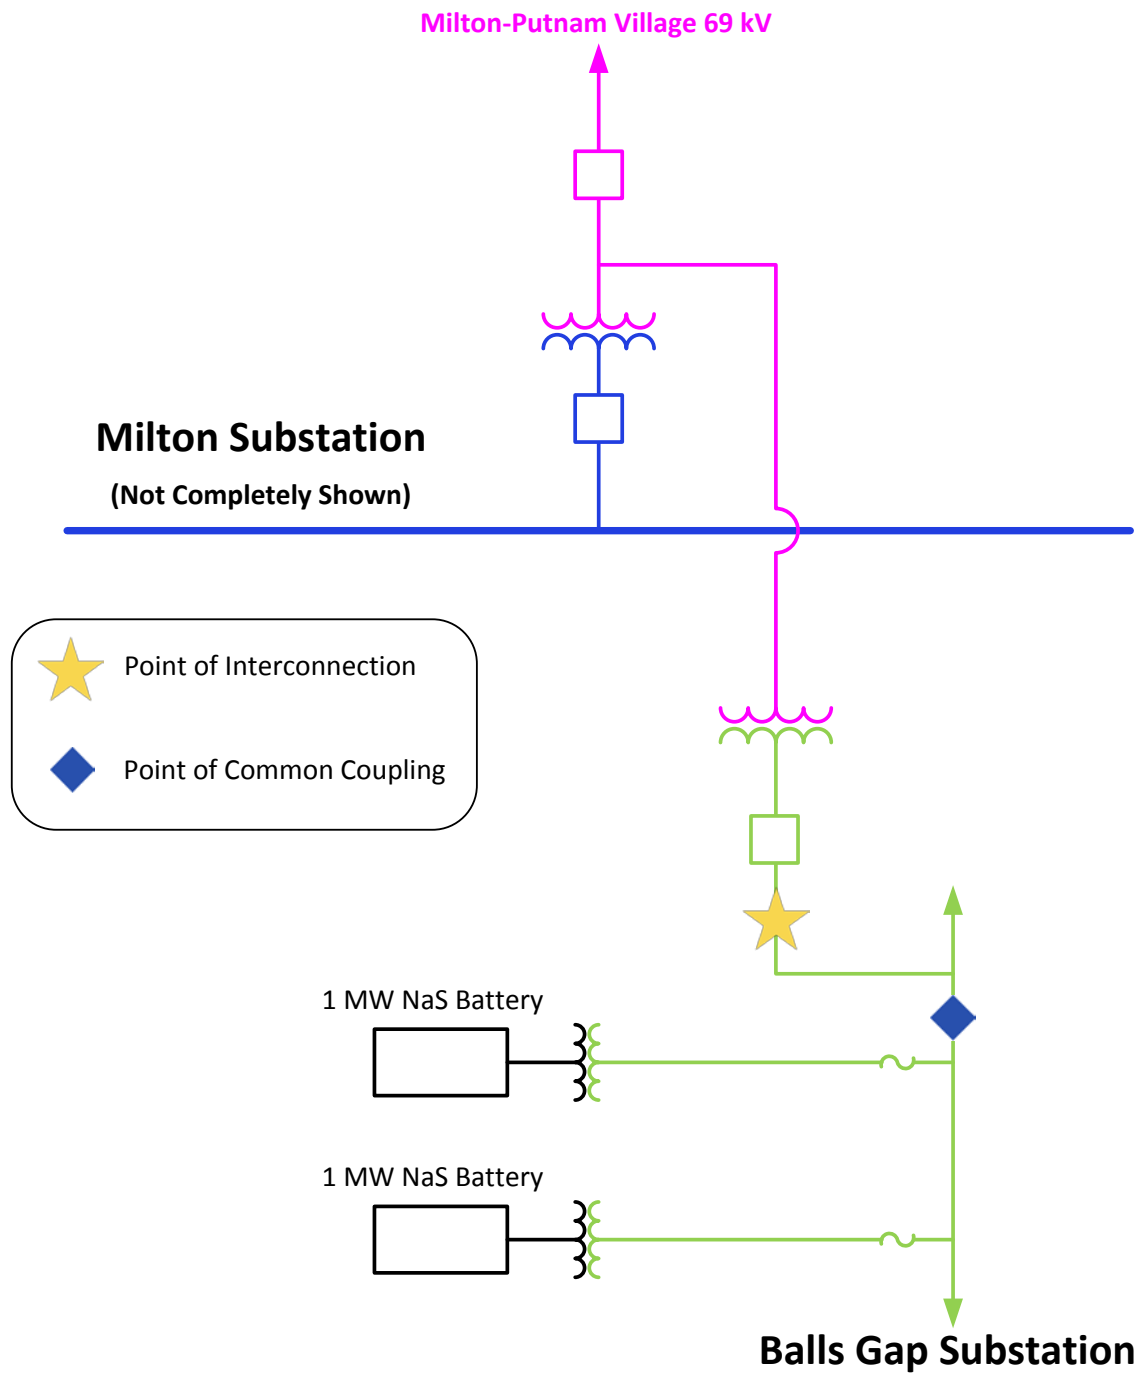 Milton-Putnam Village 69 kV
Milton Substation
(Not Completely Shown)
Point of Interconnection
Point of Common Coupling
1 MW NaS Battery
1 MW NaS Battery
Balls Gap Substation